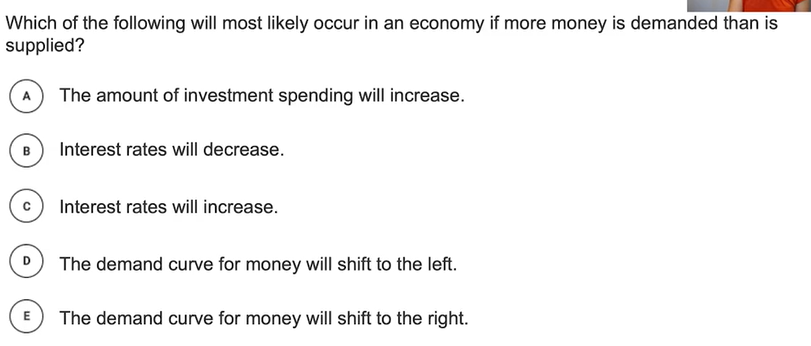 Which of the following will most likely occur in an economy if more money is demanded than is
supplied?
A The amount of investment spending will increase.
B Interest rates will decrease.
C Interest rates will increase.
D The demand curve for money will shift to the left.
E The demand curve for money will shift to the right.